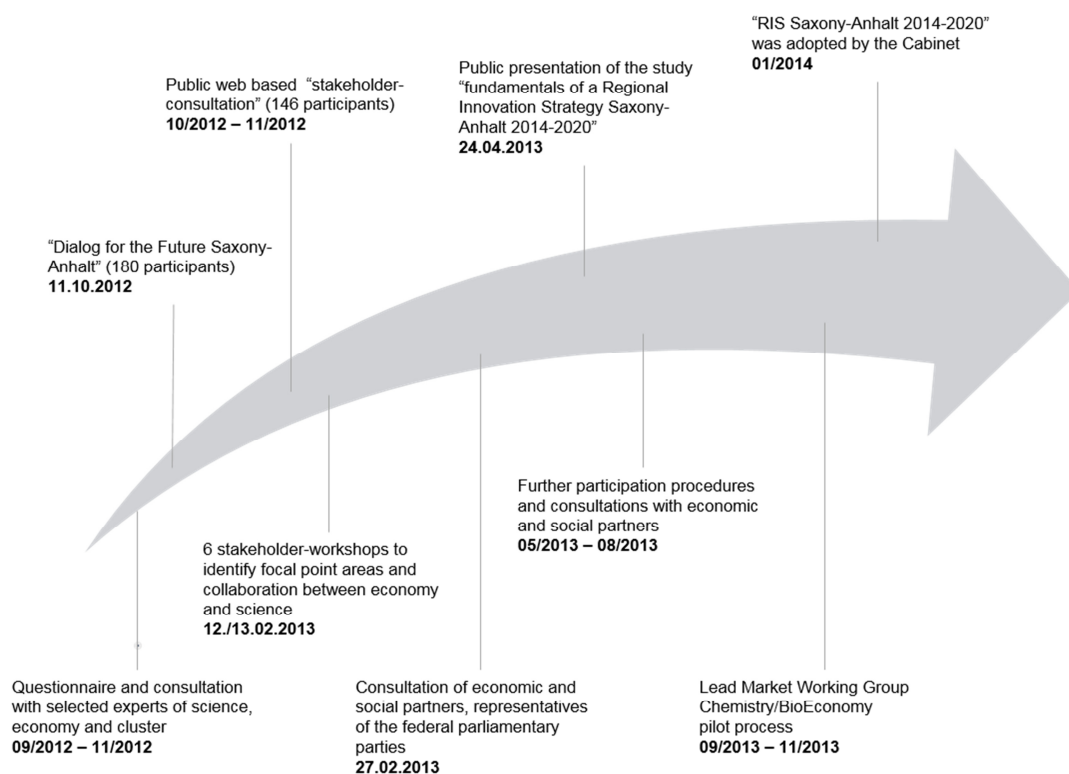 “RIS Saxony-Anhalt 2014-2020”
was adopted by the Cabinet
01/2014
Public presentation of the study
“fundamentals of a Regional
Innovation Strategy Saxony-
Anhalt 2014-2020”
24.04.2013
Public web based “stakeholder-
consultation” (146 participants)
10/2012 – 11/2012
“Dialog for the Future Saxony-
Anhalt” (180 participants)
11.10.2012
Further participation procedures
and consultations with economic
and social partners
05/2013 – 08/2013
6 stakeholder-workshops to
identify focal point areas and
collaboration between economy
and science
12./13.02.2013
Questionnaire and consultation
with selected experts of science,
economy and cluster
09/2012 – 11/2012
Consultation of economic and
social partners, representatives
of the federal parliamentary
parties
27.02.2013
Lead Market Working Group
Chemistry/BioEconomy
pilot process
09/2013 – 11/2013